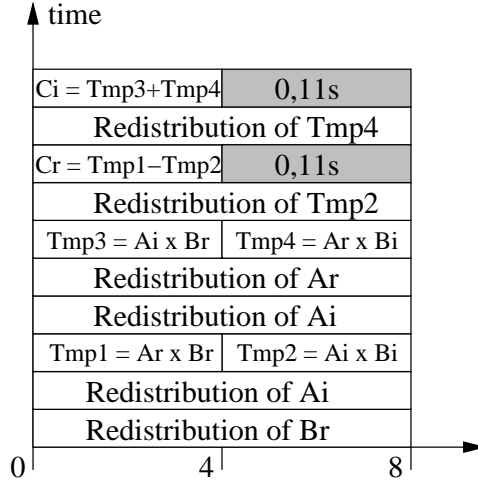 time
Ci = Tmp3+Tmp4 0,11s
Redistribution of Tmp4
Cr = Tmp1−Tmp2 0,11s
Redistribution of Tmp2
Tmp3 = Ai x Br Tmp4 = Ar x Bi
Redistribution of Ar
Redistribution of Ai
Tmp1 = Ar x Br Tmp2 = Ai x Bi
Redistribution of Ai
Redistribution of Br
0 4 8